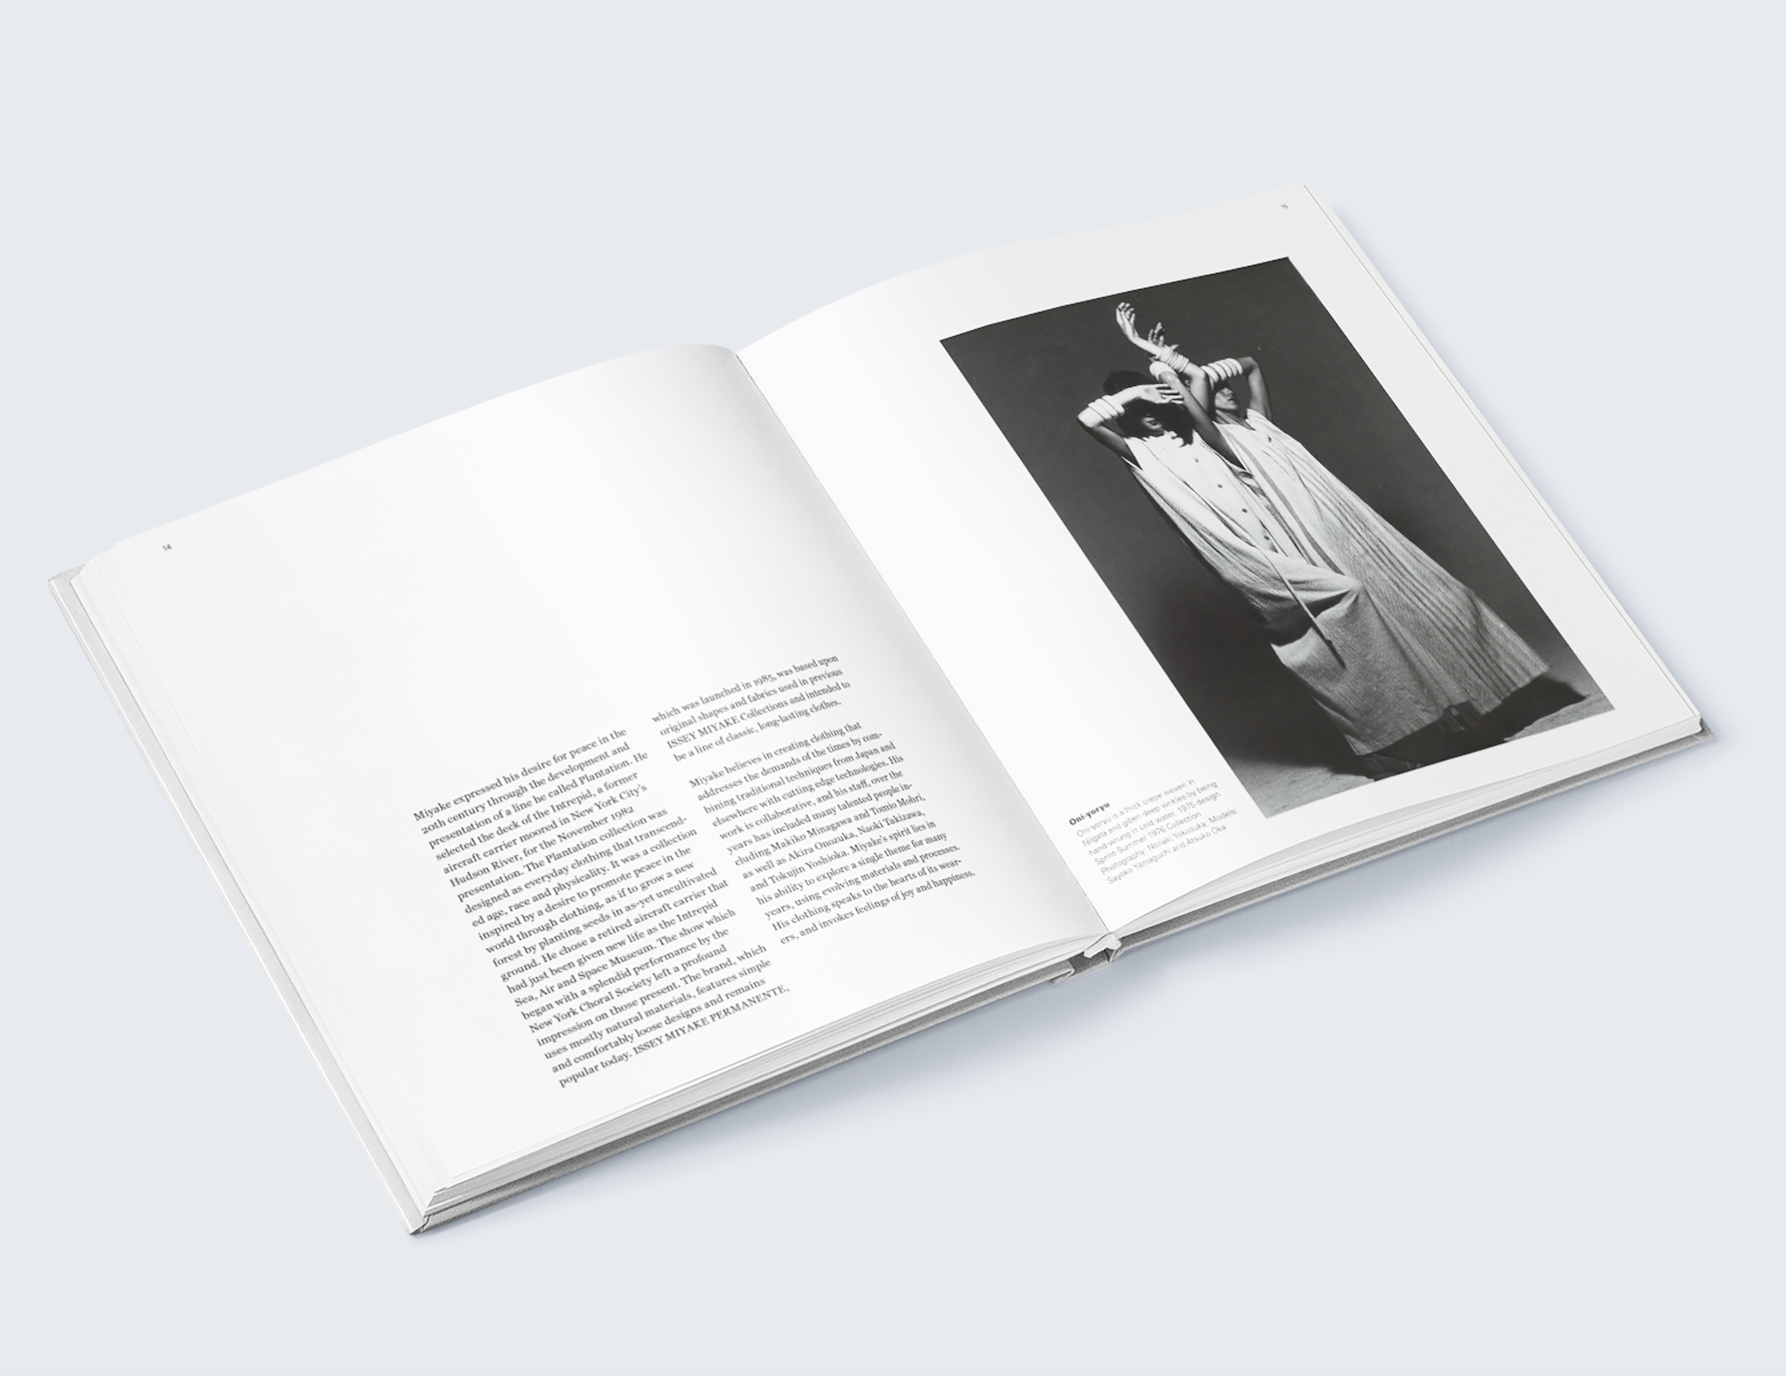 14
Miyake expressed his desire for peace in the
20th century through the development and
presentation of a line he called Plantation. He
selected the deck of the Intrepid, a former
aircraft carrier moored in New York City's
Hudson River, for the November 1982
presentation. The Plantation collection was
designed as everyday clothing that transcend-
ed age, race and physicality. It was a collection
inspired by a desire to promote peace in the
world through clothing, as if to grow a new
forest by planting seeds in as-yet uncultivated
ground. He chose a retired aircraft carrier that
had just been given new life as the Intrepid
Sea, Air and Space Museum. The show which
began with a splendid performance by the
New York Choral Society left a profound
impression on those present. The brand, which
uses mostly natural materials, features simple
and comfortably loose designs and remains
popular today. ISSEY MIYAKE PERMANENTE,
which was launched in 1985, was based upon
original shapes and fabrics used in previous
ISSEY MIYAKE Collections and intended to
be a line of classic, long-lasting clothes.
Miyake believes in creating clothing that
addresses the demands of the times by com-
bining traditional techniques from Japan and
elsewhere with cutting edge technologies. His
work is collaborative, and his staff, over the
years has included many talented people in-
cluding Makiko Minagawa and Tomio Mohri,
as well as Akira Onozuka, Naoki Takizawa,
and Tokujin Yoshioka. Miyake's spirit lies in
his ability to explore a single theme for many
years, using evolving materials and processes.
His clothing speaks to the hearts of its wear-
ers, and invokes feelings of joy and happiness,
15
Oni-yoryu
Oni-yoryu is a thick crepe woven in
Niigata and given deep wrinkles by being
hand-wrung in cold water. 1975 design
Spring-Summer 1976 Collection
Photography: Noriaki Yokosuka, Models:
Sayoko Yamaguchi and Atsuko Oka